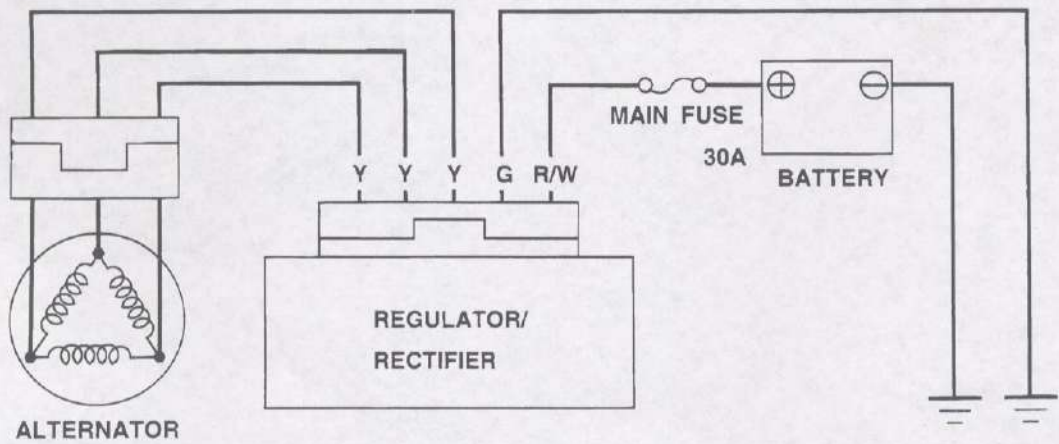 MAIN FUSE
30A
BATTERY
Y Y Y G R/W
REGULATOR/
RECTIFIER
ALTERNATOR